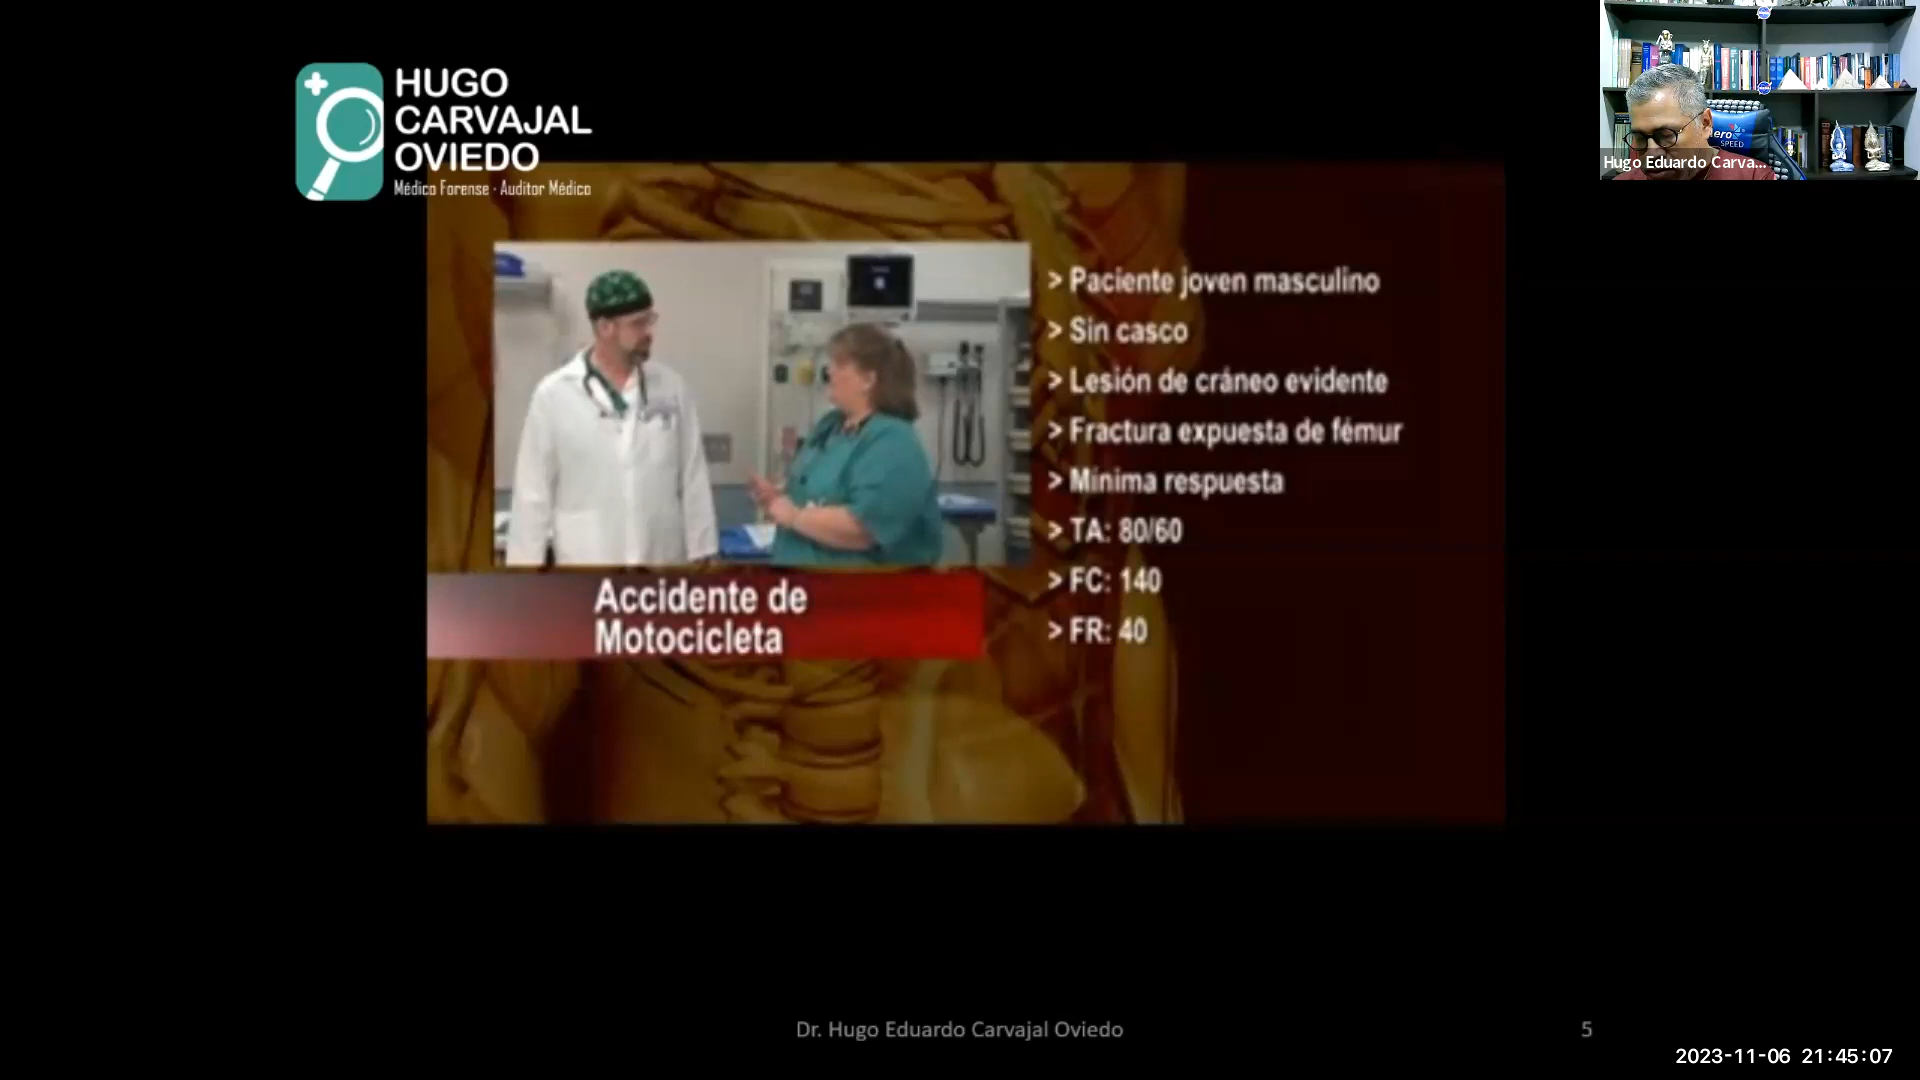 HUGO
CARVAJAL
OVIEDO
Médico Forense · Auditor Médico
aero
SPEED
Hugo Eduardo Carva...
> Paciente joven masculino
> Sin casco
> Lesión de cráneo evidente
> Fractura expuesta de fémur
> Mínima respuesta
> TA: 80/60
> FC: 140
> FR: 40
Accidente de
Motocicleta
Dr. Hugo Eduardo Carvajal Oviedo
5
2023-11-06 21:45:07